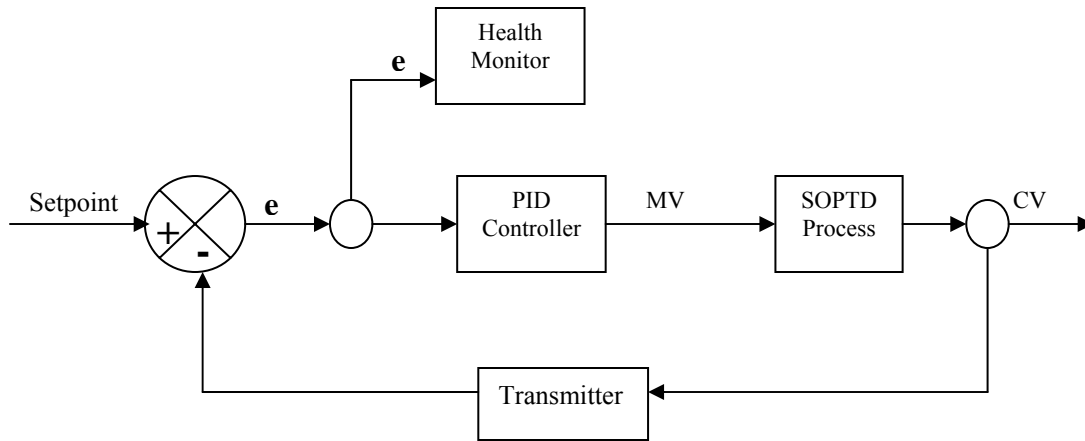 Health
Monitor
e
Setpoint
+
-
e
PID
Controller
MV
SOPTD
Process
CV
Transmitter